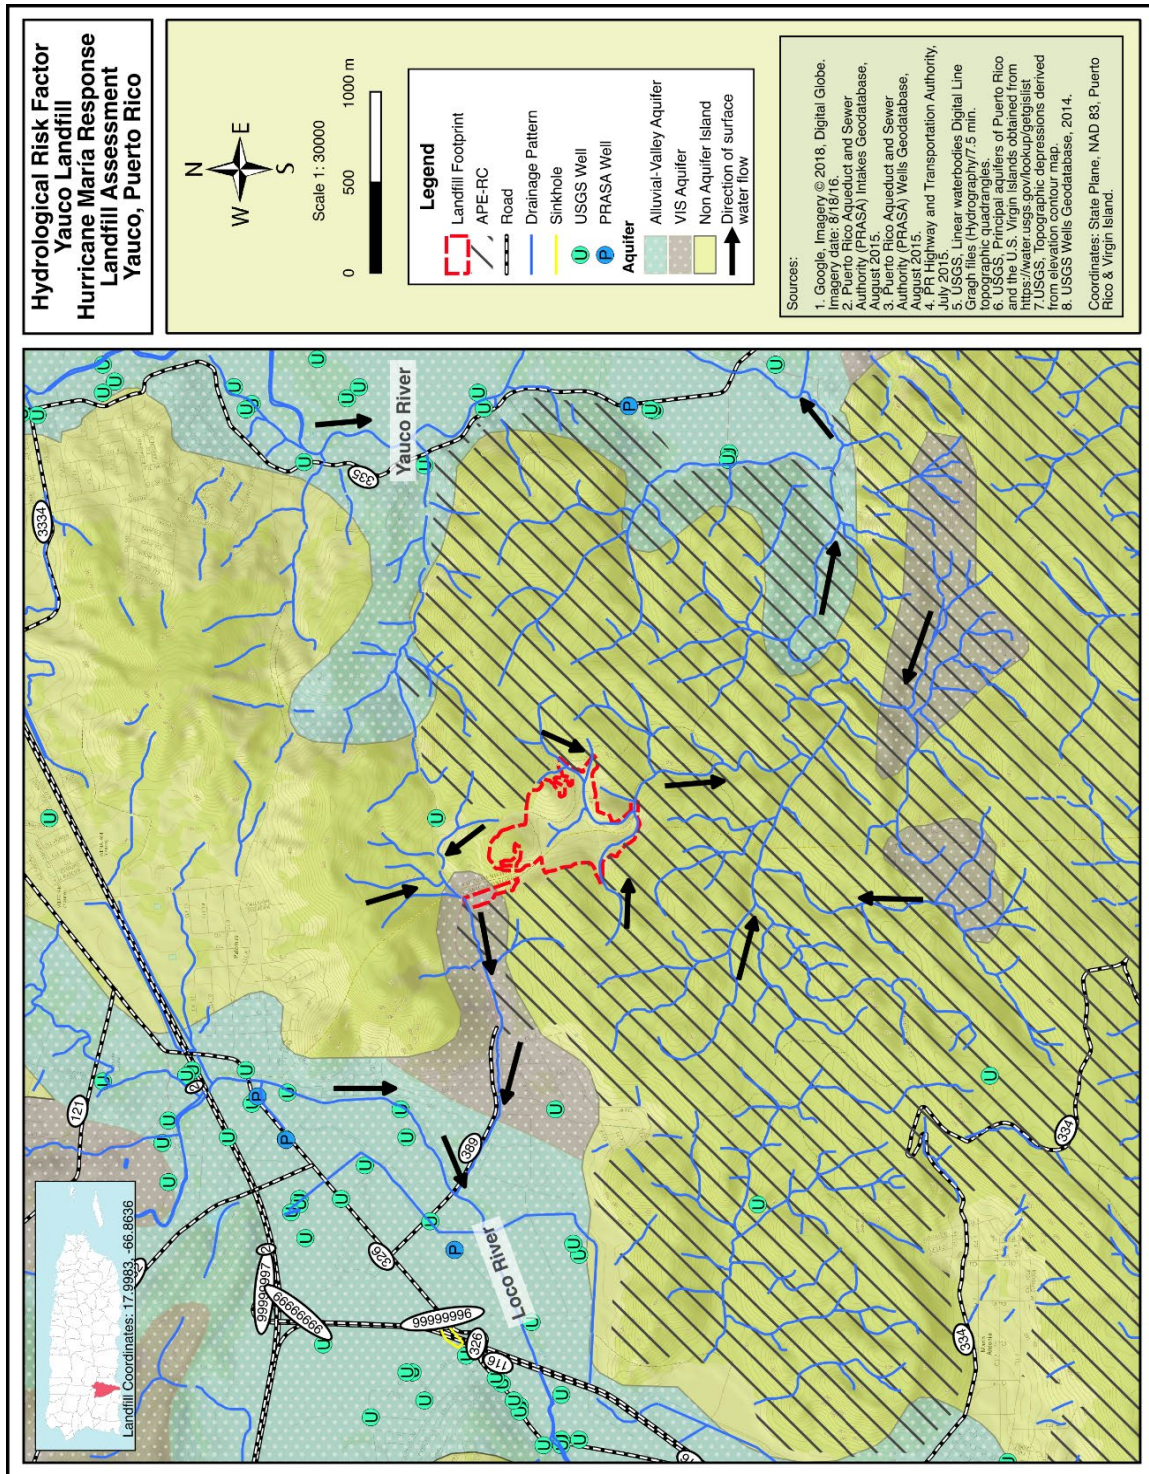 Hydrological Risk Factor
Yauco Landfill
Hurricane María Response
Landfill Assessment
Yauco, Puerto Rico
N
W
E
S
Scale 1: 30000
0
500
1000 m
Legend
Landfill Footprint
APE-RC
Road
Drainage Pattern
Sinkhole
U USGS Well
P PRASA Well
Aquifer
Alluvial-Valley Aquifer
VIS Aquifer
Non Aquifer Island
Direction of surface
water flow
Sources:
1. Google, Imagery © 2018, Digital Globe.
Imagery date: 8/18/16.
2. Puerto Rico Aqueduct and Sewer
Authority (PRASA) Intakes Geodatabase,
August 2015.
3. Puerto Rico Aqueduct and Sewer
Authority (PRASA) Wells Geodatabase,
August 2015.
4. PR Highway and Transportation Authority,
July 2015.
5. USGS, Linear waterbodies Digital Line
Gragh files (Hydrography/7.5 min.
topographic quadrangles.
6. USGS, Principal aquifers of Puerto Rico
and the U.S. Virgin Islands obtained from
https://water.usgs.gov/lookup/getgislist
7.USGS, Topographic depressions derived
from elevation contour map.
8. USGS Wells Geodatabase, 2014.
Coordinates: State Plane, NAD 83, Puerto
Rico & Virgin Island.
Landfill Coordinates: 17.9983, -66.8636
121
3334
335
Yauco River
2
2
99999997
99999999
326
389
99999996
326
116
Loco River
334
334